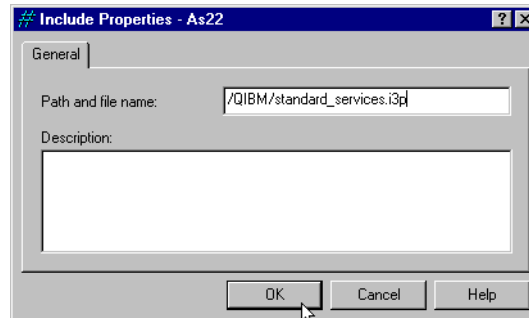 Include Properties - As22
General
Path and file name: /QIBM/standard_services.i3p
Description:
OK Cancel Help